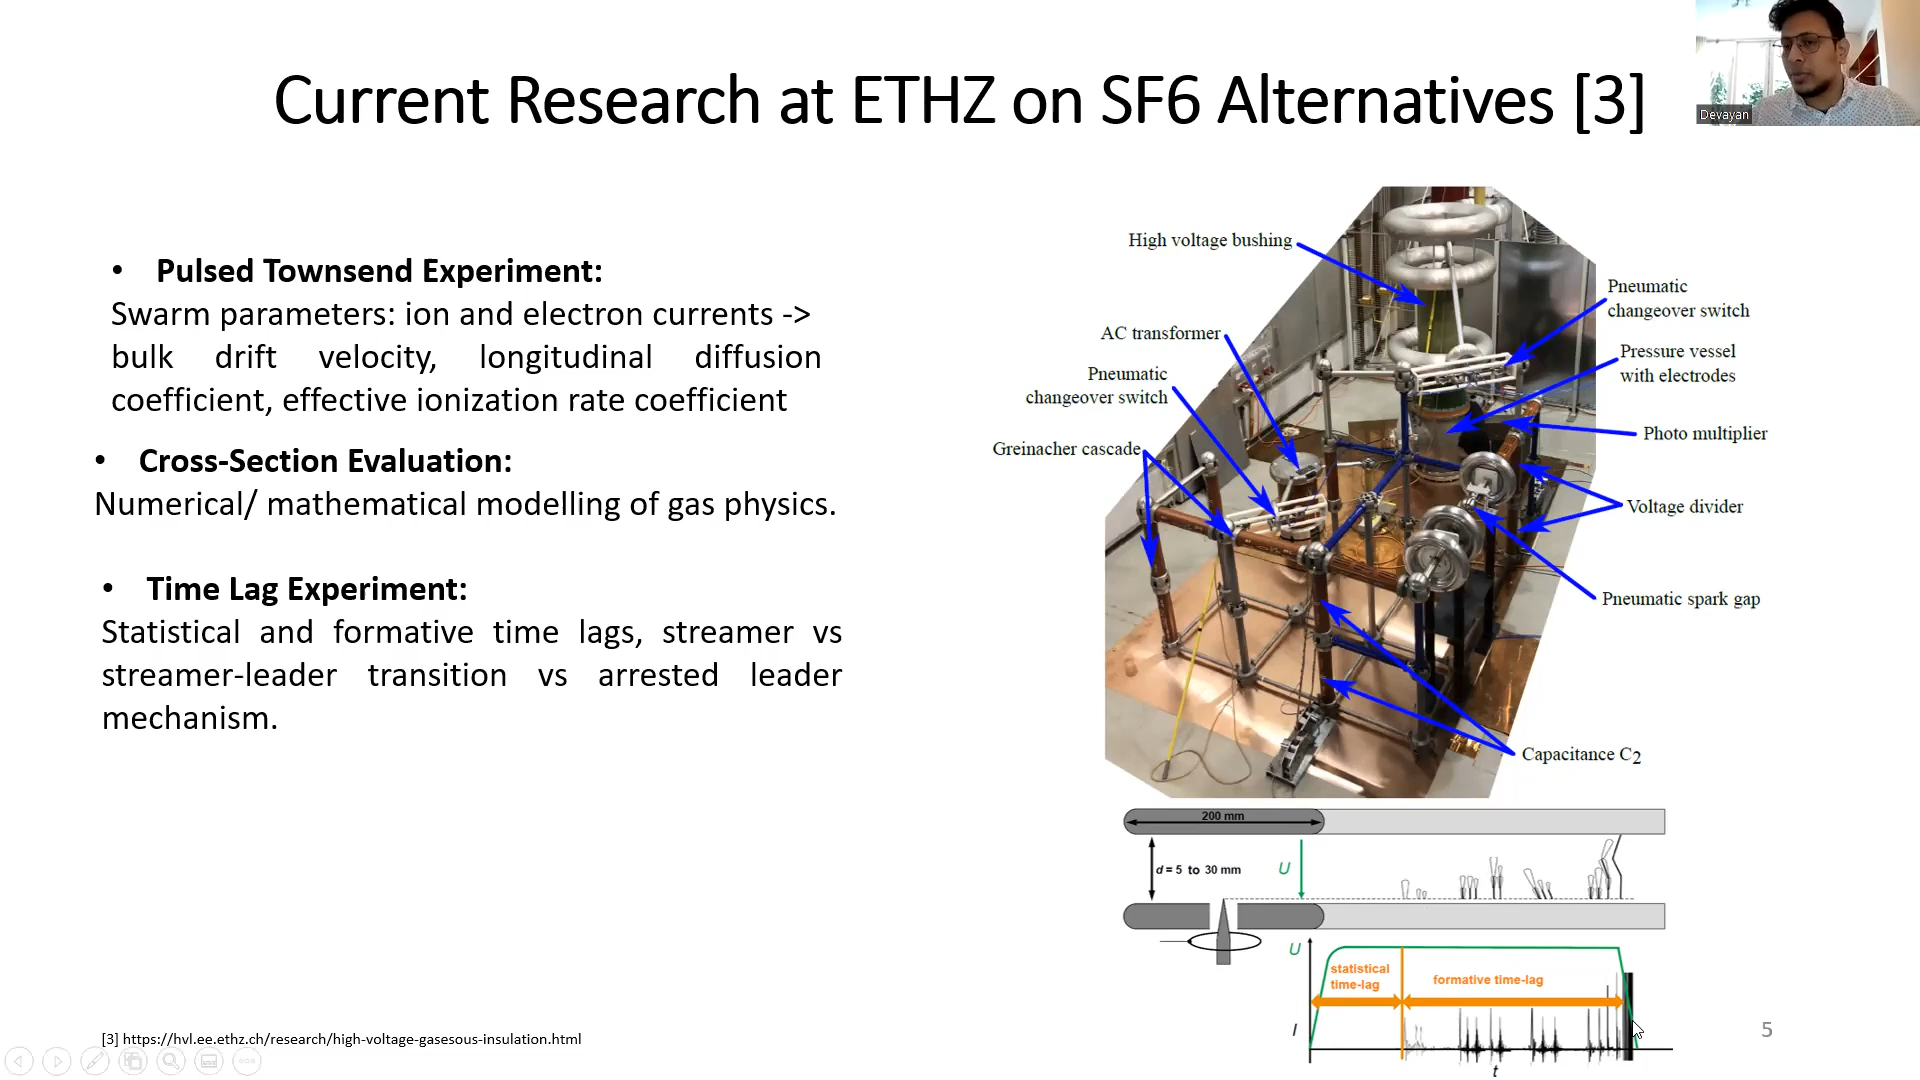 Current Research at ETHZ on SF6 Alternatives [3]
Devayan
• Pulsed Townsend Experiment:
Swarm parameters: ion and electron currents ->
bulk drift velocity, longitudinal diffusion
coefficient, effective ionization rate coefficient
• Cross-Section Evaluation:
Numerical/ mathematical modelling of gas physics.
• Time Lag Experiment:
Statistical and formative time lags, streamer vs
streamer-leader transition vs arrested leader
mechanism.
High voltage bushing
AC transformer
Pneumatic
changeover switch
Greinacher cascade
Pneumatic
changeover switch
Pressure vessel
with electrodes
Photo multiplier
Voltage divider
Pneumatic spark gap
Capacitance C2
200 mm
d = 5 to 30 mm
U
U
statistical
time-lag
formative time-lag
I
t
[3] https://hvl.ee.ethz.ch/research/high-voltage-gasesous-insulation.html
5